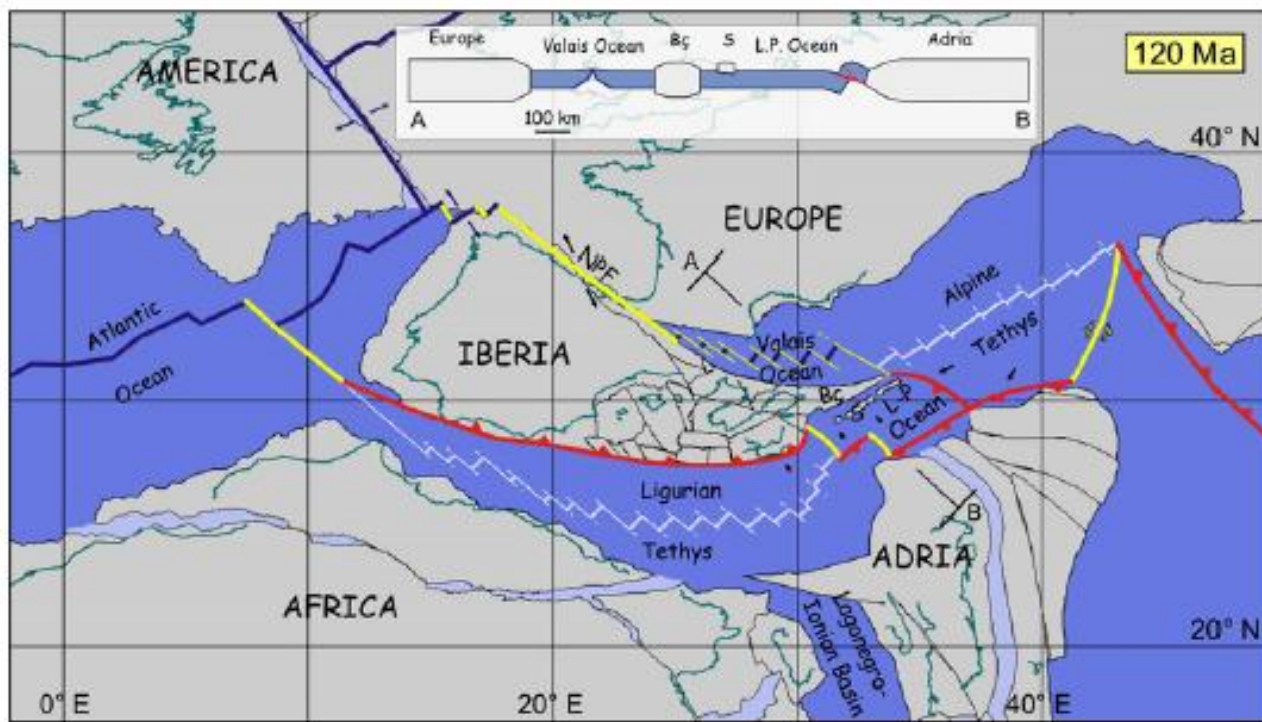 Europe Valais Ocean Bç S L.P. Ocean Adria
120 Ma
AMERICA
A 100 km B
40° N
EUROPE
NPF
A
Alpine
Tethys
Atlantic
Ocean
IBERIA
Valais
Ocean
Bç
S
L.P.
Ocean
Ligurian
Tethys
B
ADRIA
AFRICA
Lagonegro-
Ionian Basin
20° N
0° E 20° E 40° E